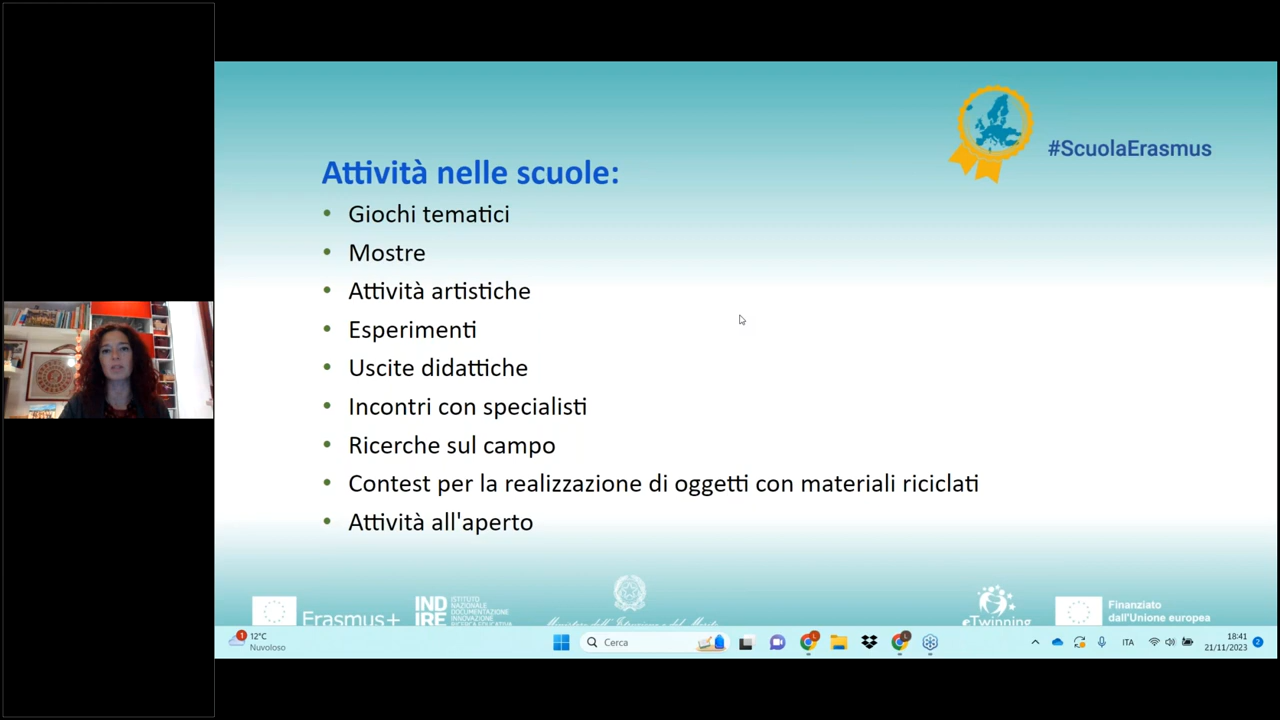 #ScuolaErasmus
Attività nelle scuole:
• Giochi tematici
• Mostre
• Attività artistiche
• Esperimenti
• Uscite didattiche
• Incontri con specialisti
• Ricerche sul campo
• Contest per la realizzazione di oggetti con materiali riciclati
• Attività all'aperto
Erasmus+
IND
IRE
ISTITUTO
NAZIONALE
DOCUMENTAZIONE
INNOVAZIONE
RICERCA EDUCATIVA
eTwinning
Finanziato
dall'Unione europea
1
12°C
Nuvoloso
Cerca
ITA
18:41
21/11/2023
2